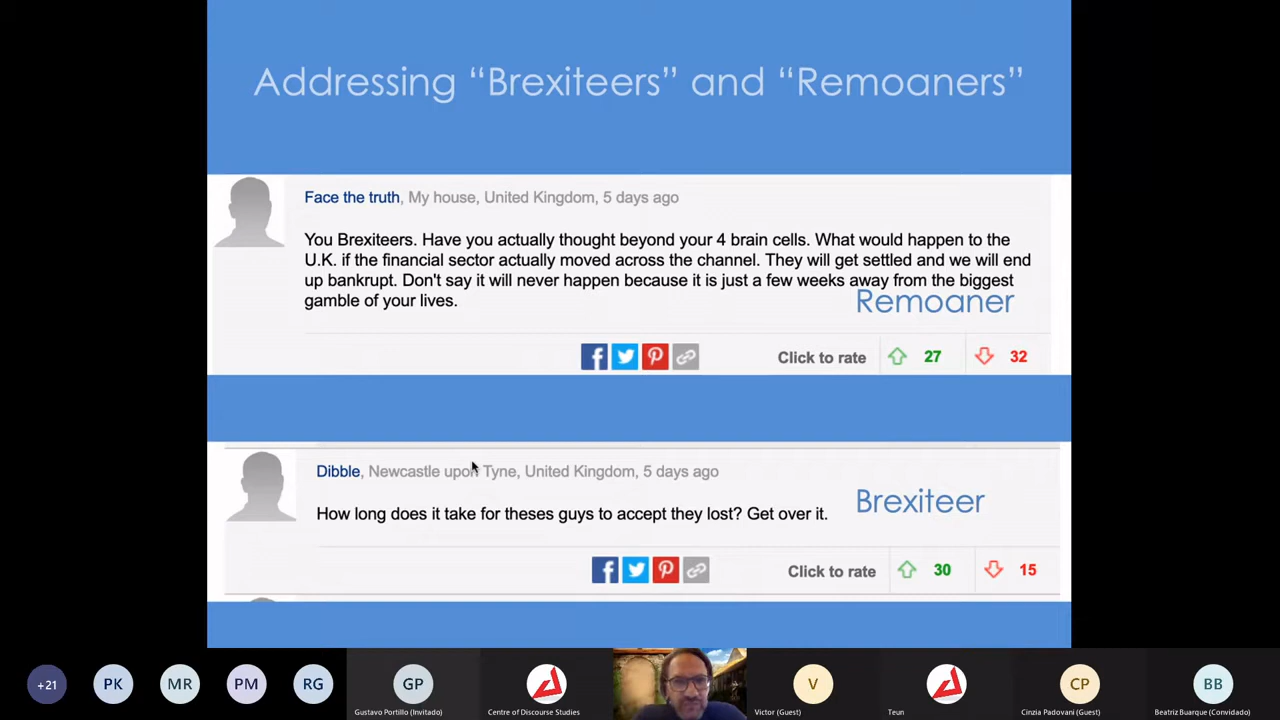 Addressing “Brexiteers” and “Remoaners”
Face the truth, My house, United Kingdom, 5 days ago
You Brexiteers. Have you actually thought beyond your 4 brain cells. What would happen to the
U.K. if the financial sector actually moved across the channel. They will get settled and we will end
up bankrupt. Don't say it will never happen because it is just a few weeks away from the biggest
gamble of your lives.
Remoaner
Click to rate 27 32
Dibble, Newcastle upon Tyne, United Kingdom, 5 days ago
How long does it take for theses guys to accept they lost? Get over it.
Brexiteer
Click to rate 30 15
+21 PK MR PM RG GP V CP BB
Gustavo Portillo (Invitado) Centre of Discourse Studies Victor (Guest) Teun Cinzia Padovani (Guest) Beatriz Buarque (Convidado)